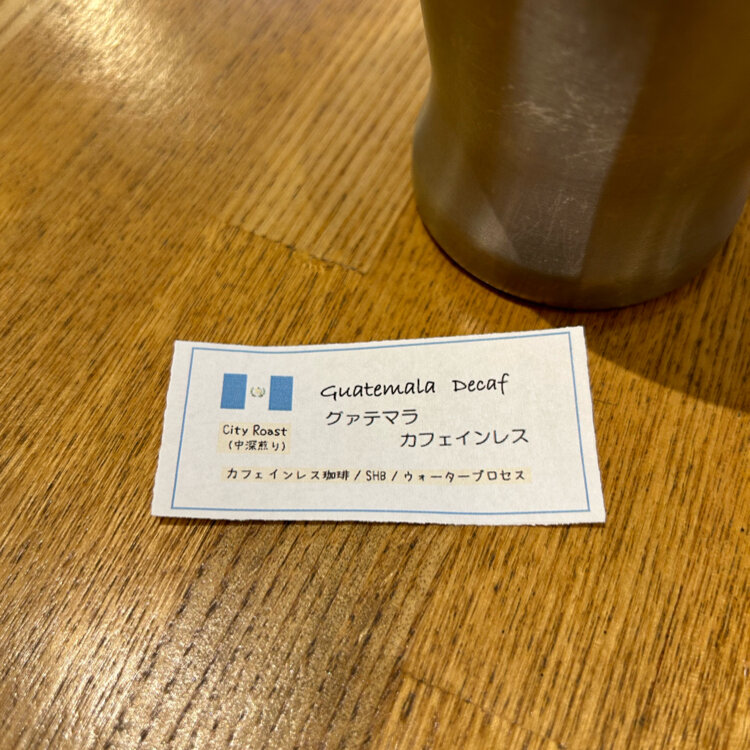 Guatemala Decaf
グァテマラ
カフェインレス
City Roast
(中深煎り)
カフェインレス珈琲/SHB/ウォータープロセス